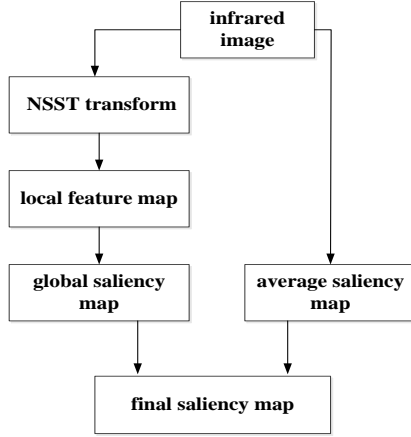 infrared
image
NSST transform
local feature map
global saliency
map
average saliency
map
final saliency map